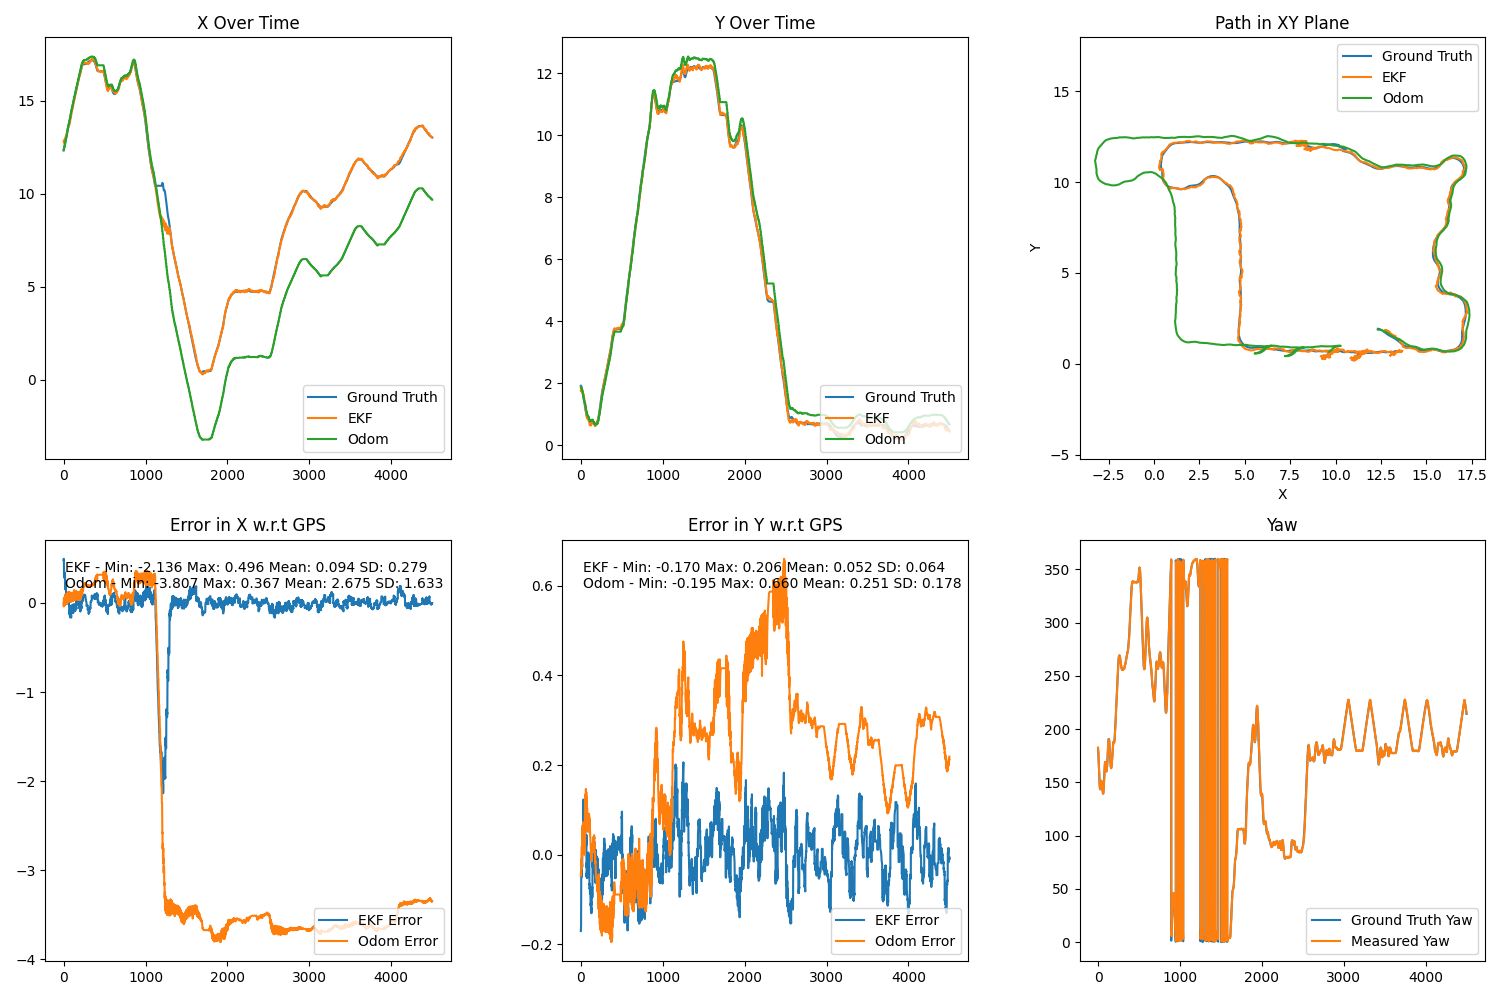 X Over Time
15
10
5
0
0
1000
2000
3000
4000
Ground Truth
EKF
Odom
Y Over Time
12
10
8
6
4
2
0
0
1000
2000
3000
4000
Ground Truth
EKF
Odom
Path in XY Plane
15
10
5
0
−5
Y
−2.5
0.0
2.5
5.0
7.5
10.0
12.5
15.0
17.5
X
Ground Truth
EKF
Odom
Error in X w.r.t GPS
EKF - Min: -2.136 Max: 0.496 Mean: 0.094 SD: 0.279
Odom - Min: -3.807 Max: 0.367 Mean: 2.675 SD: 1.633
0
−1
−2
−3
−4
0
1000
2000
3000
4000
EKF Error
Odom Error
Error in Y w.r.t GPS
EKF - Min: -0.170 Max: 0.206 Mean: 0.052 SD: 0.064
Odom - Min: -0.195 Max: 0.660 Mean: 0.251 SD: 0.178
0.6
0.4
0.2
0.0
−0.2
0
1000
2000
3000
4000
EKF Error
Odom Error
Yaw
350
300
250
200
150
100
50
0
0
1000
2000
3000
4000
Ground Truth Yaw
Measured Yaw